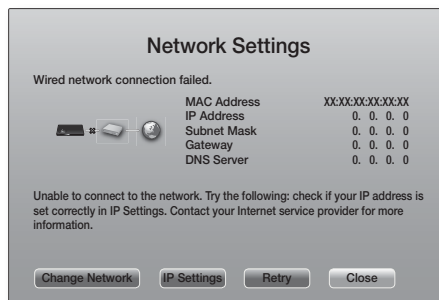 Network Settings
Wired network connection failed.
MAC Address XX:XX:XX:XX:XX:XX
IP Address 0. 0. 0. 0
Subnet Mask 0. 0. 0. 0
Gateway 0. 0. 0. 0
DNS Server 0. 0. 0. 0
Unable to connect to the network. Try the following: check if your IP address is
set correctly in IP Settings. Contact your Internet service provider for more
information.
Change Network IP Settings Retry Close